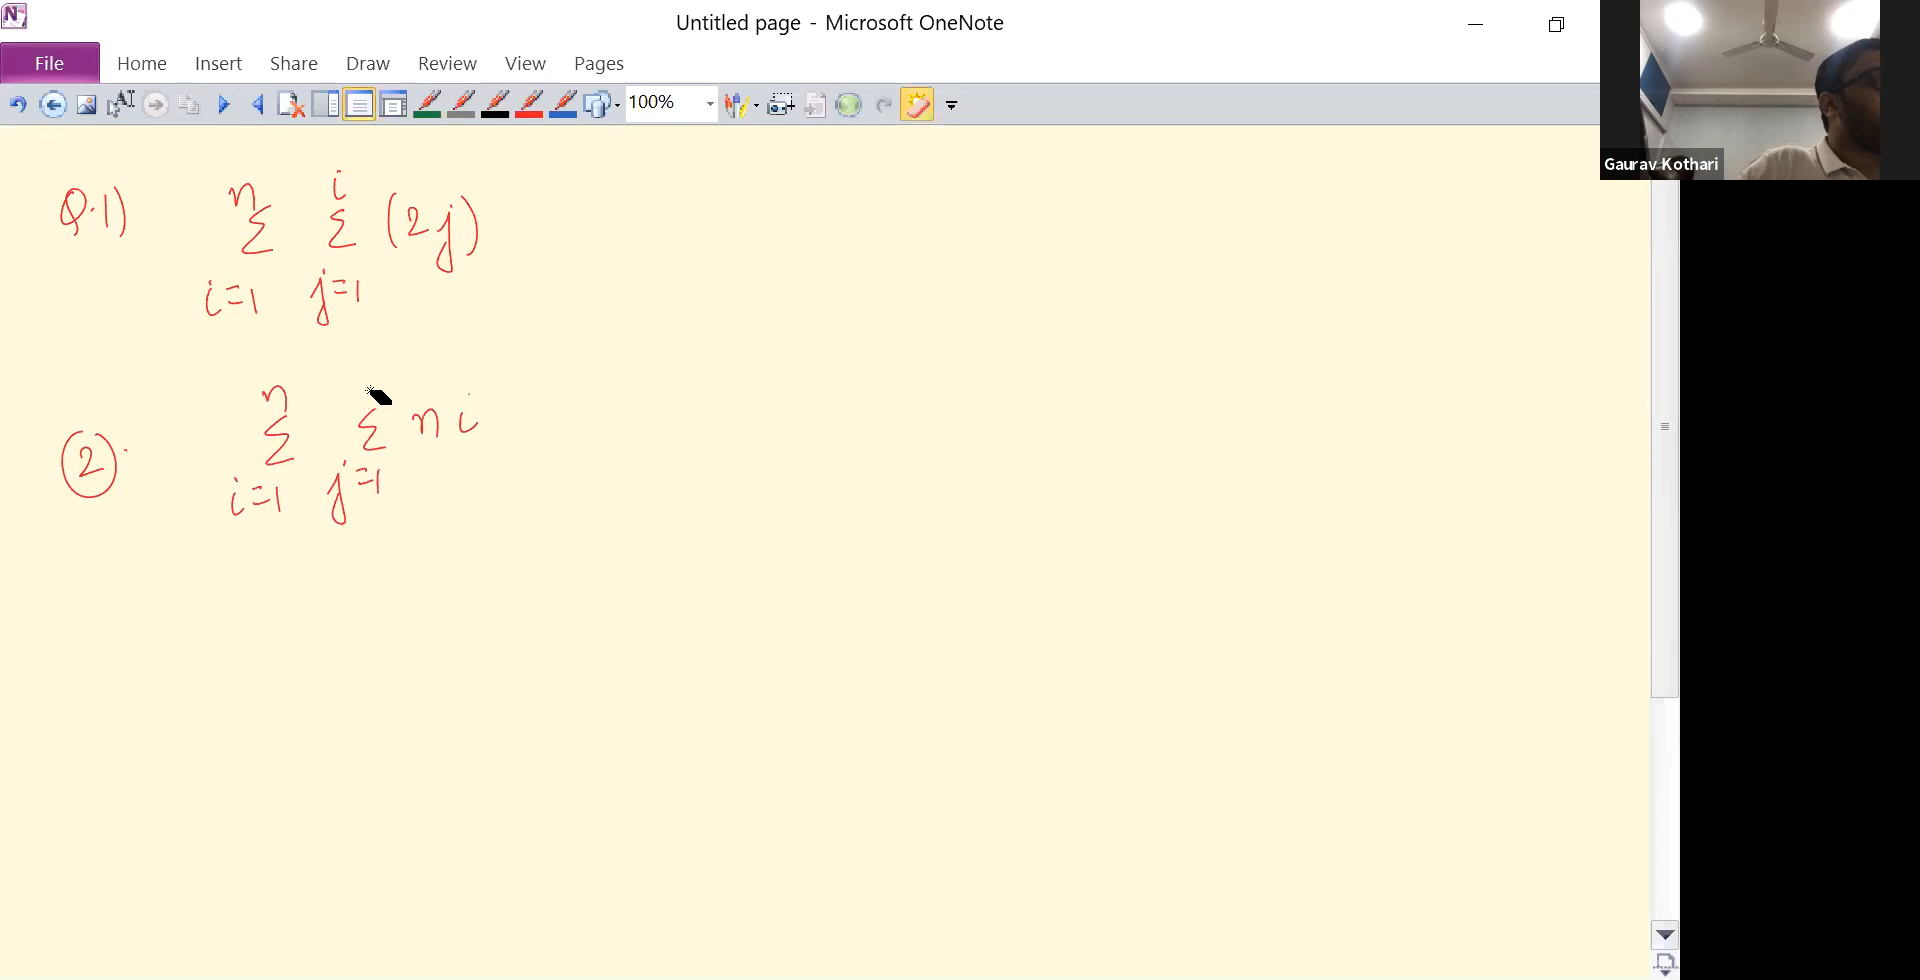 Untitled page - Microsoft OneNote
File Home Insert Share Draw Review View Pages
100%
Gaurav Kothari
Q.1) n i
Σ Σ (2j)
i=1 j=1
n
(2). Σ Σ n i
i=1 j=1